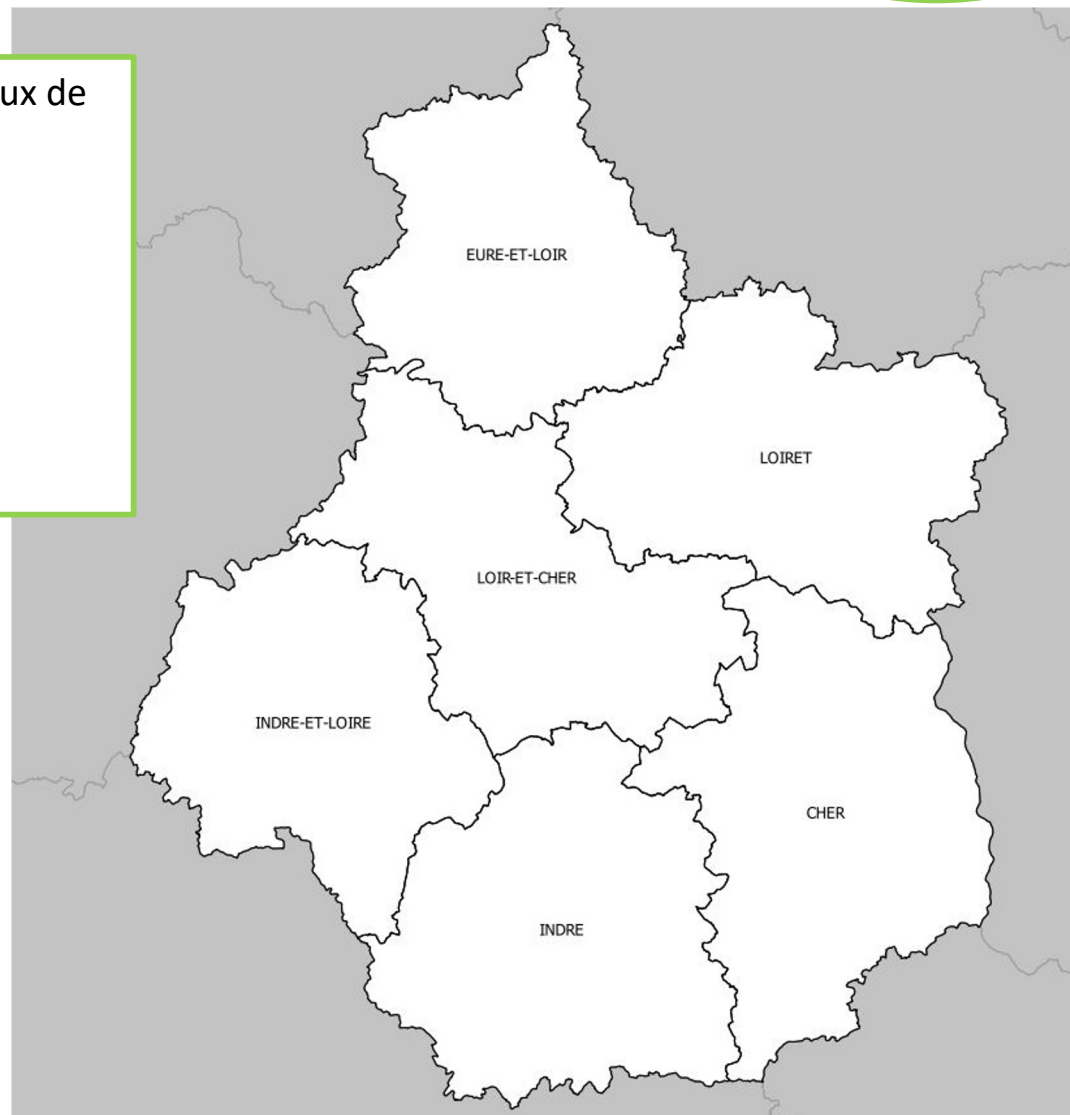 ux de
EURE-ET-LOIR
LOIRET
LOIR-ET-CHER
INDRE-ET-LOIRE
CHER
INDRE